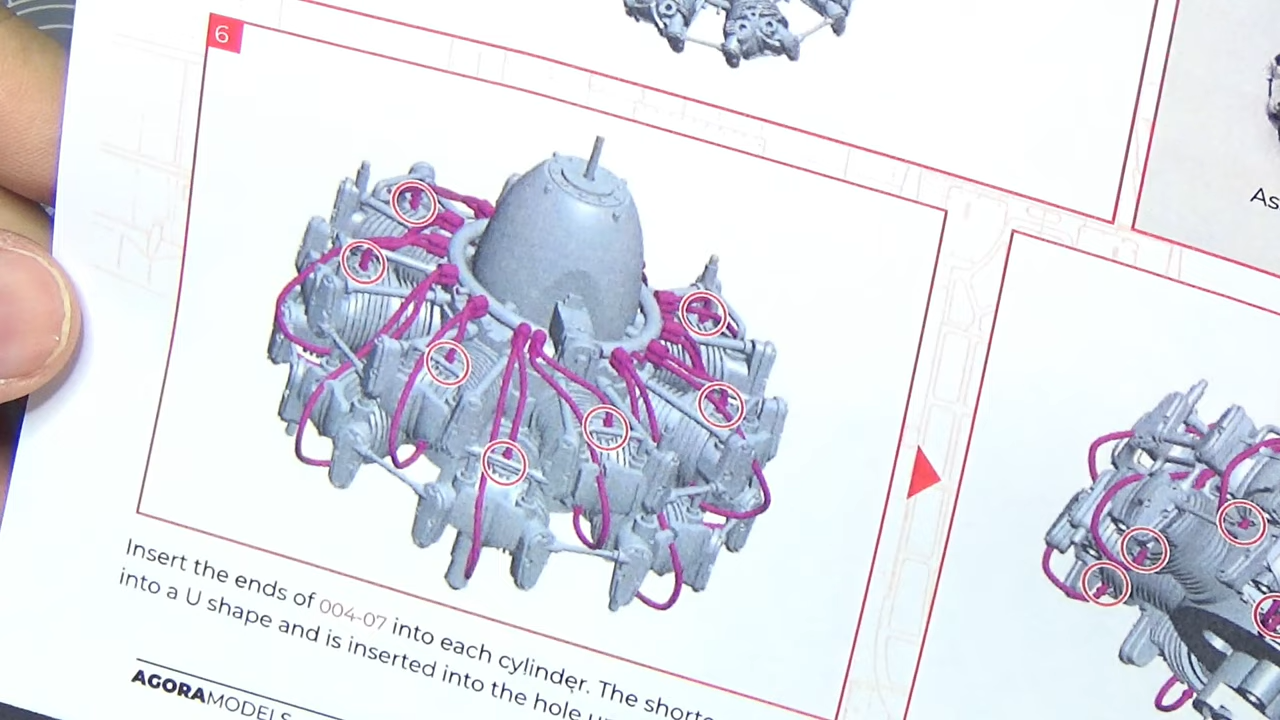 6
As
Insert the ends of 004-07 into each cylinder. The shorte
into a U shape and is inserted into the hole
AGORAMODELS